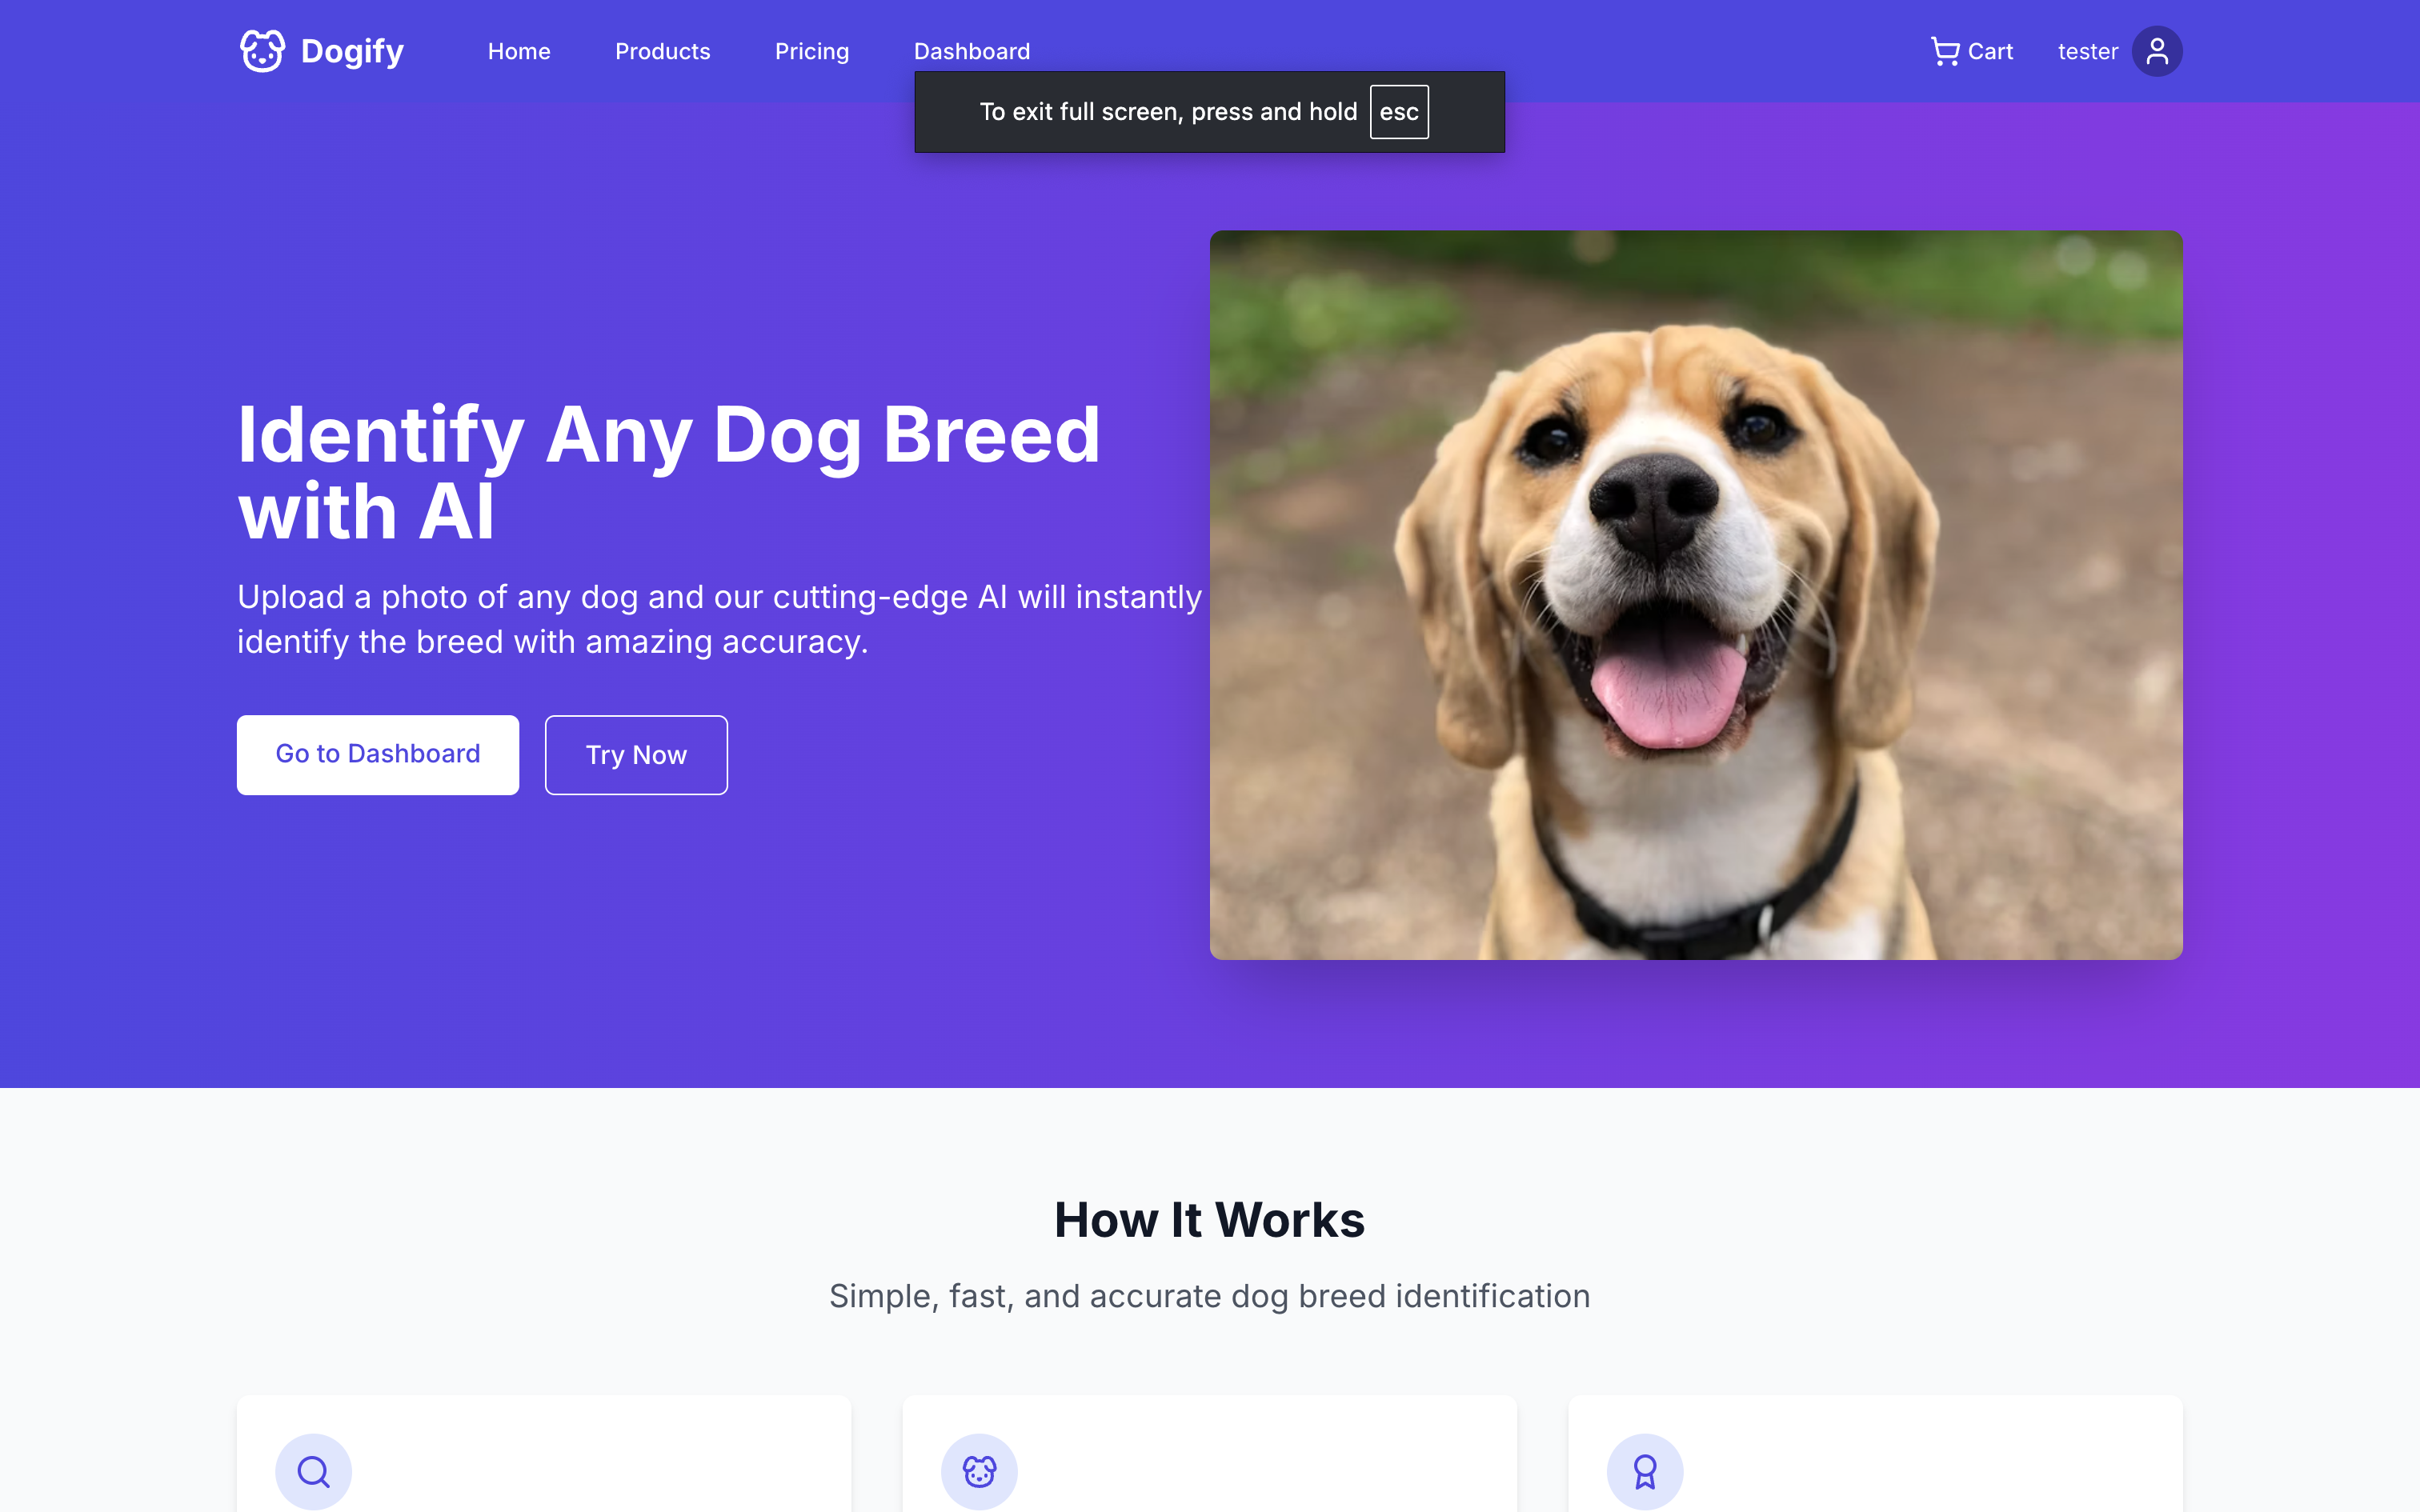 Dogify
Home
Products
Pricing
Dashboard
Cart
tester
To exit full screen, press and hold esc
Identify Any Dog Breed
with AI
Upload a photo of any dog and our cutting-edge AI will instantly
identify the breed with amazing accuracy.
Go to Dashboard
Try Now
How It Works
Simple, fast, and accurate dog breed identification